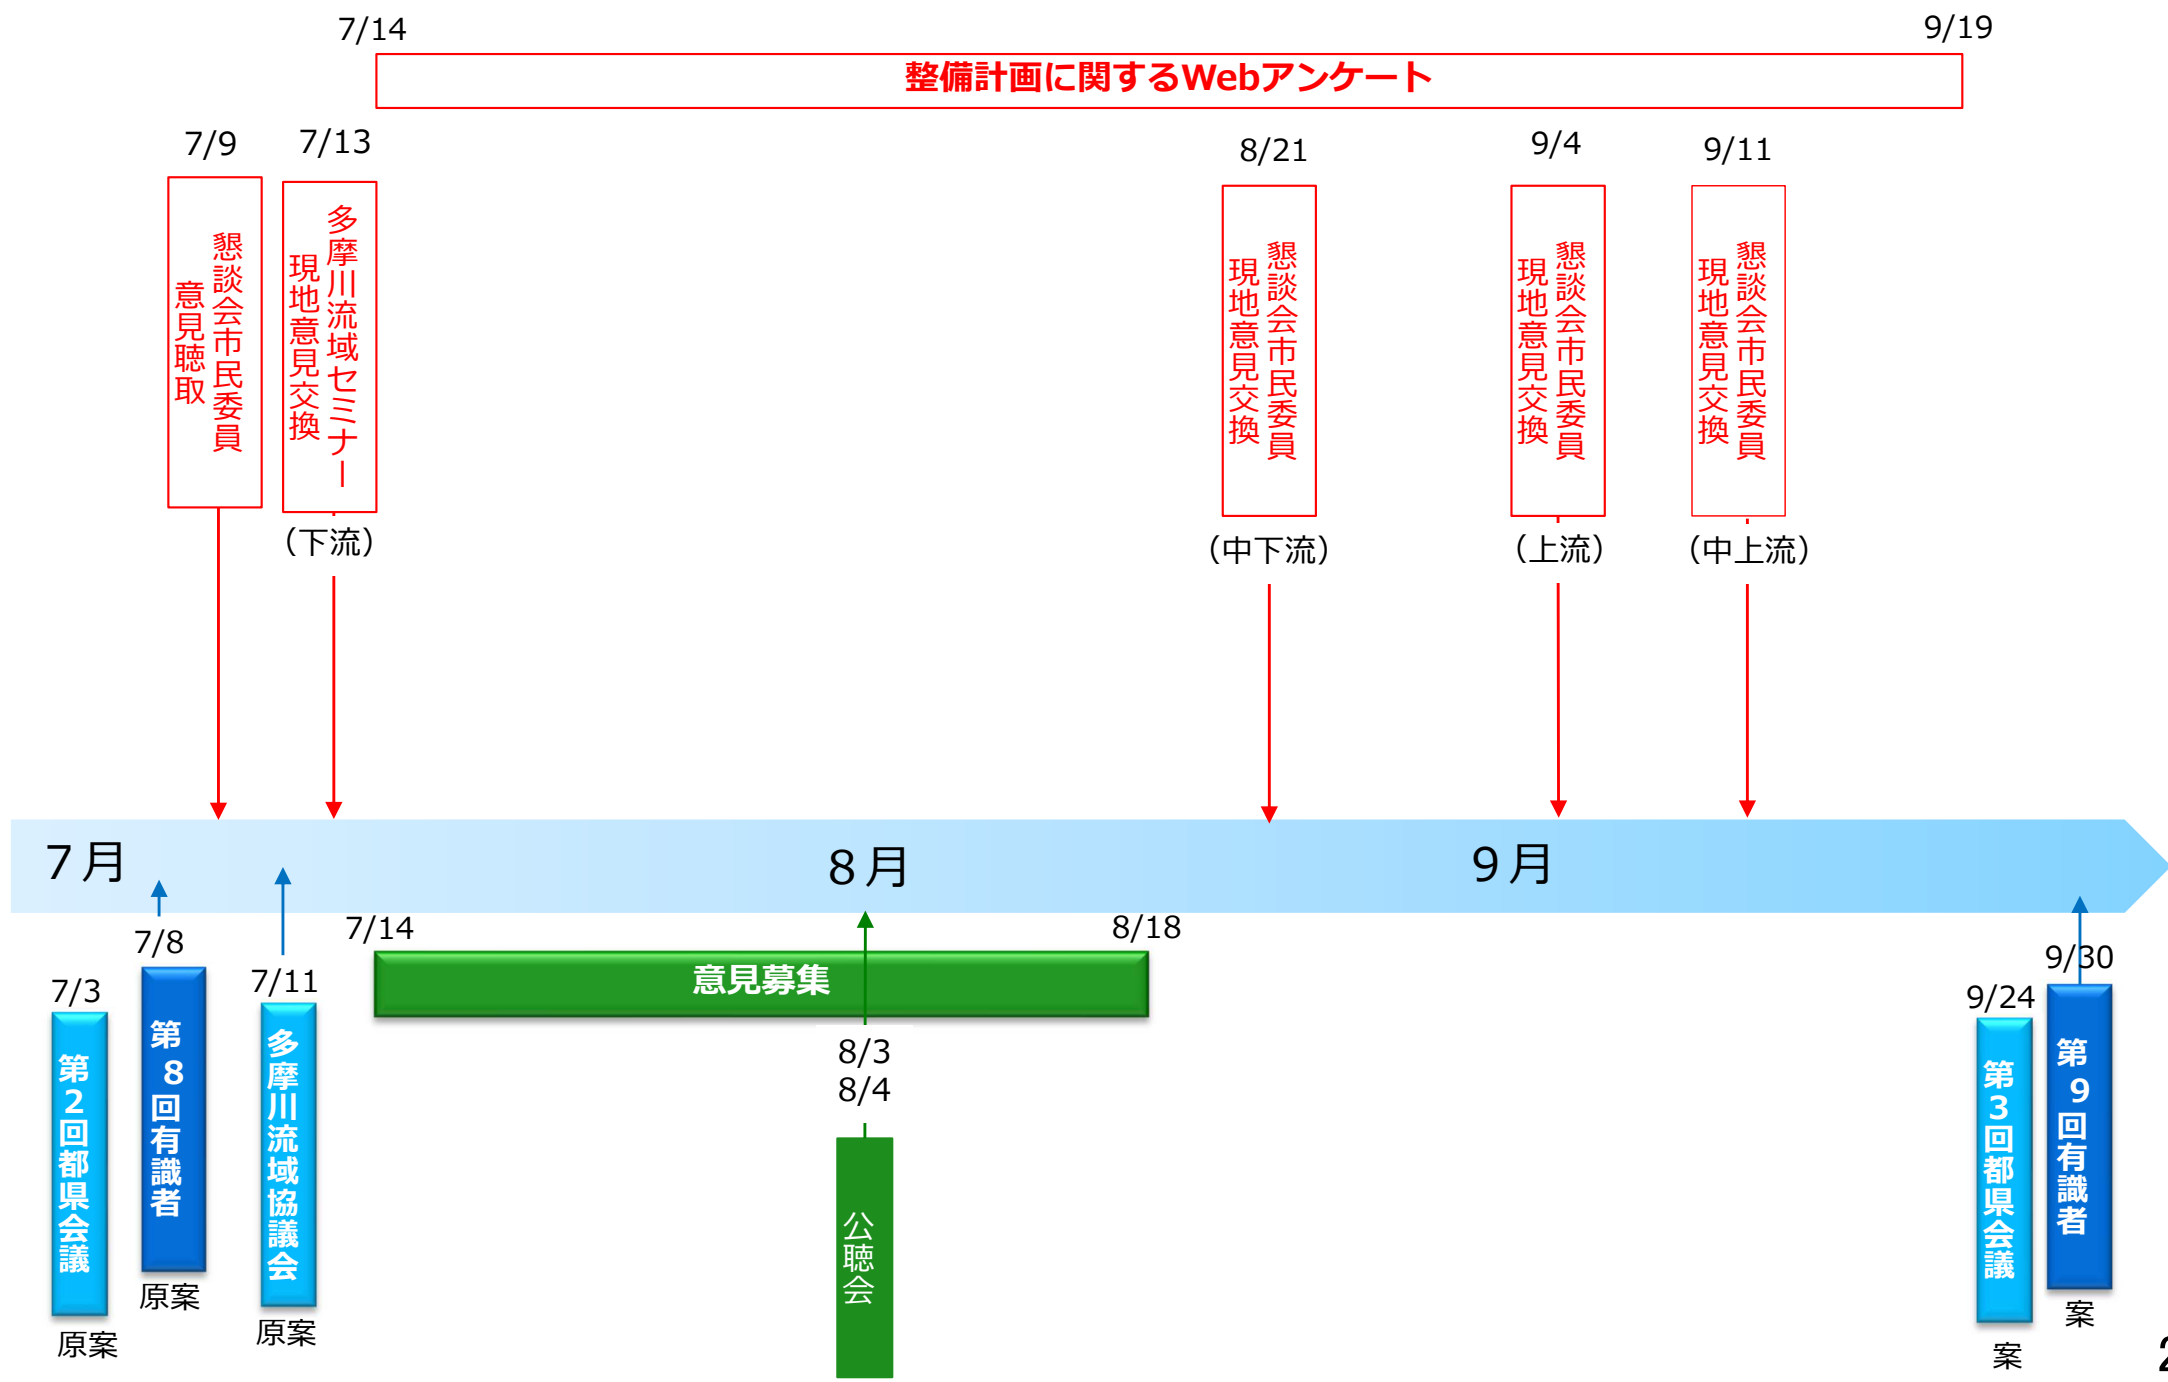 7/14
9/19
整備計画に関するWebアンケート
7/9
懇談会市民委員
意見聴取
7/13
多摩川流域セミナー
現地意見交換
(下流)
8/21
懇談会市民委員
現地意見交換
(中下流)
9/4
懇談会市民委員
現地意見交換
(上流)
9/11
懇談会市民委員
現地意見交換
(中上流)
7月
8月
9月
7/3
第2回都県会議
原案
7/8
第8回有識者
原案
7/11
多摩川流域協議会
原案
7/14
8/18
意見募集
8/3
8/4
公聴会
9/24
第3回都県会議
案
9/30
第9回有識者
案